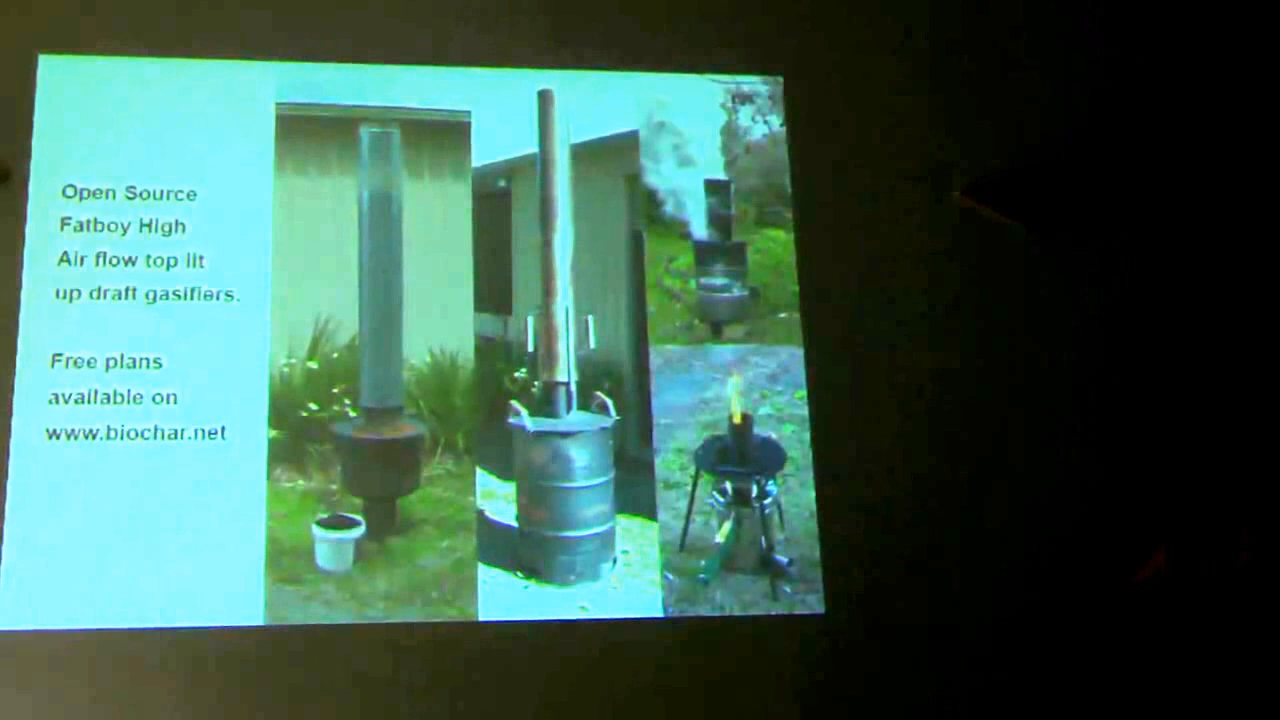 Open Source
Fatboy High
Air flow top lit
up draft gasifiers.
Free plans
available on
www.biochar.net